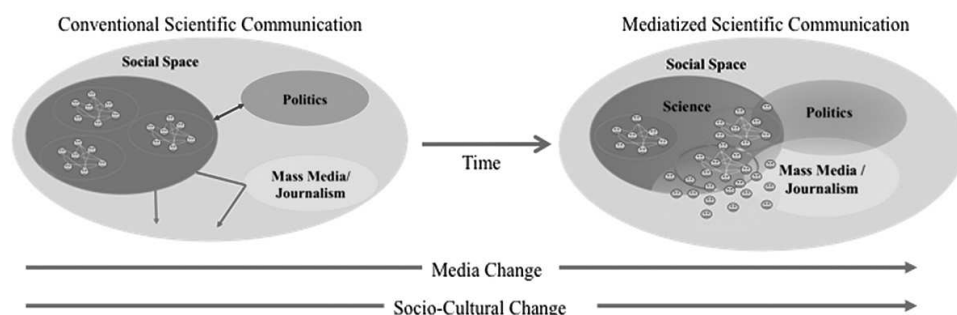 Conventional Scientific Communication
Social Space
Politics
Mass Media/
Journalism
Time
Mediatized Scientific Communication
Social Space
Science
Politics
Mass Media /
Journalism
Media Change
Socio-Cultural Change